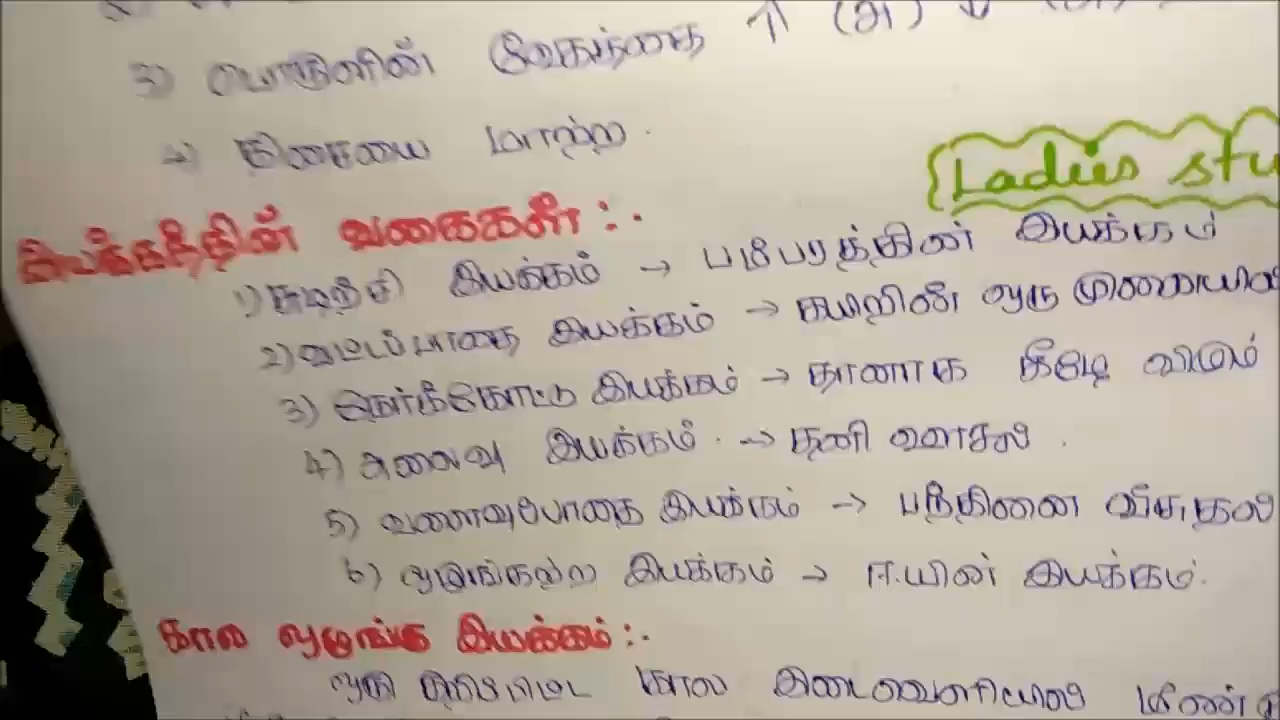 3) பொருளின் வேகத்தை ↑ (அ) ↓
4) திசையை மாற்ற.
Ladies stu
இயக்கத்தின் வகைகள் :-
1) சுழற்சி இயக்கம் → பம்பரத்தின் இயக்கம்
2) வட்டப்பாதை இயக்கம் → கயிறின் ஒரு முனையில்
3) நேர்க்கோட்டு இயக்கம் → தானாக கீழே விழும்
4) அலைவு இயக்கம் → தனி ஊசல்.
5) வளைவுபாதை இயக்கம் → பந்தினை வீசுதல்
6) ஒழுங்கற்ற இயக்கம் → ஈ.யின் இயக்கம்.
கால ஒழுங்கு இயக்கம் :-
ஒரு குறிப்பிட்ட கால இடைவெளியில் மீண்